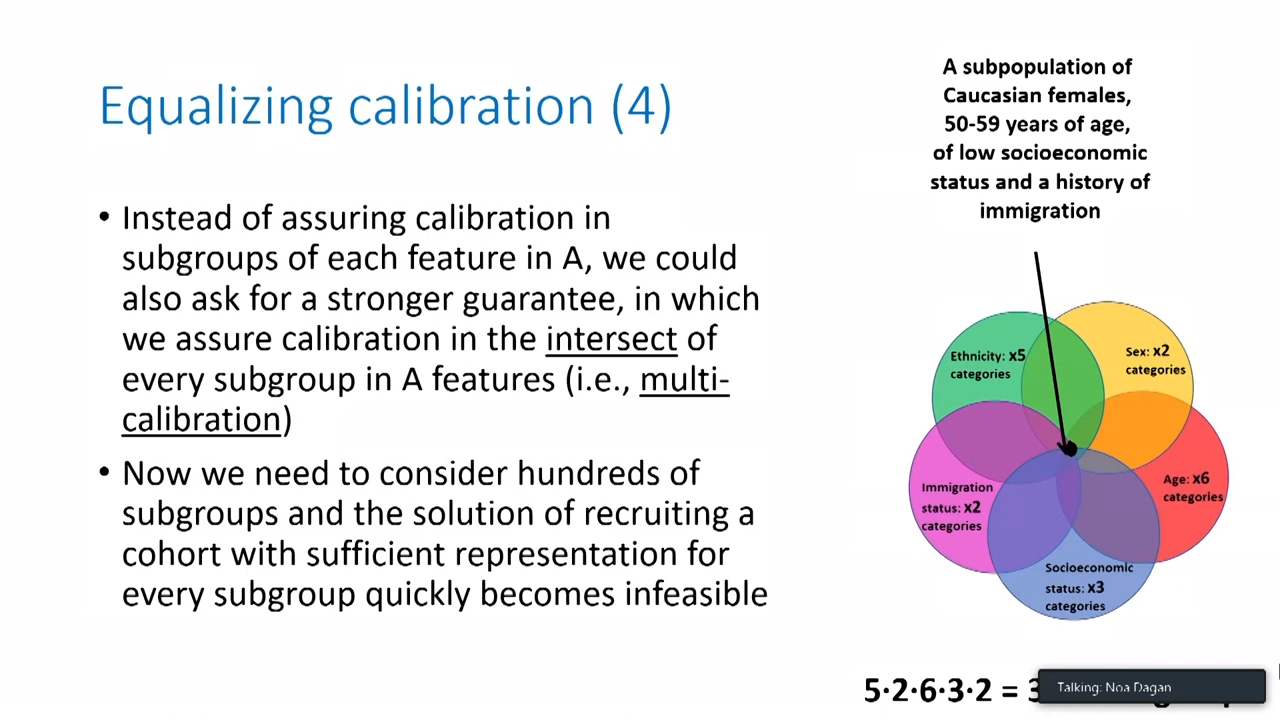 Equalizing calibration (4)
• Instead of assuring calibration in
subgroups of each feature in A, we could
also ask for a stronger guarantee, in which
we assure calibration in the intersect of
every subgroup in A features (i.e., multi-
calibration)
• Now we need to consider hundreds of
subgroups and the solution of recruiting a
cohort with sufficient representation for
every subgroup quickly becomes infeasible
A subpopulation of
Caucasian females,
50-59 years of age,
of low socioeconomic
status and a history of
immigration
Ethnicity: x5
categories
Sex: x2
categories
Age: x6
categories
Immigration
status: x2
categories
Socioeconomic
status: x3
categories
5·2·6·3·2 = 3
Talking: Noa Dagan